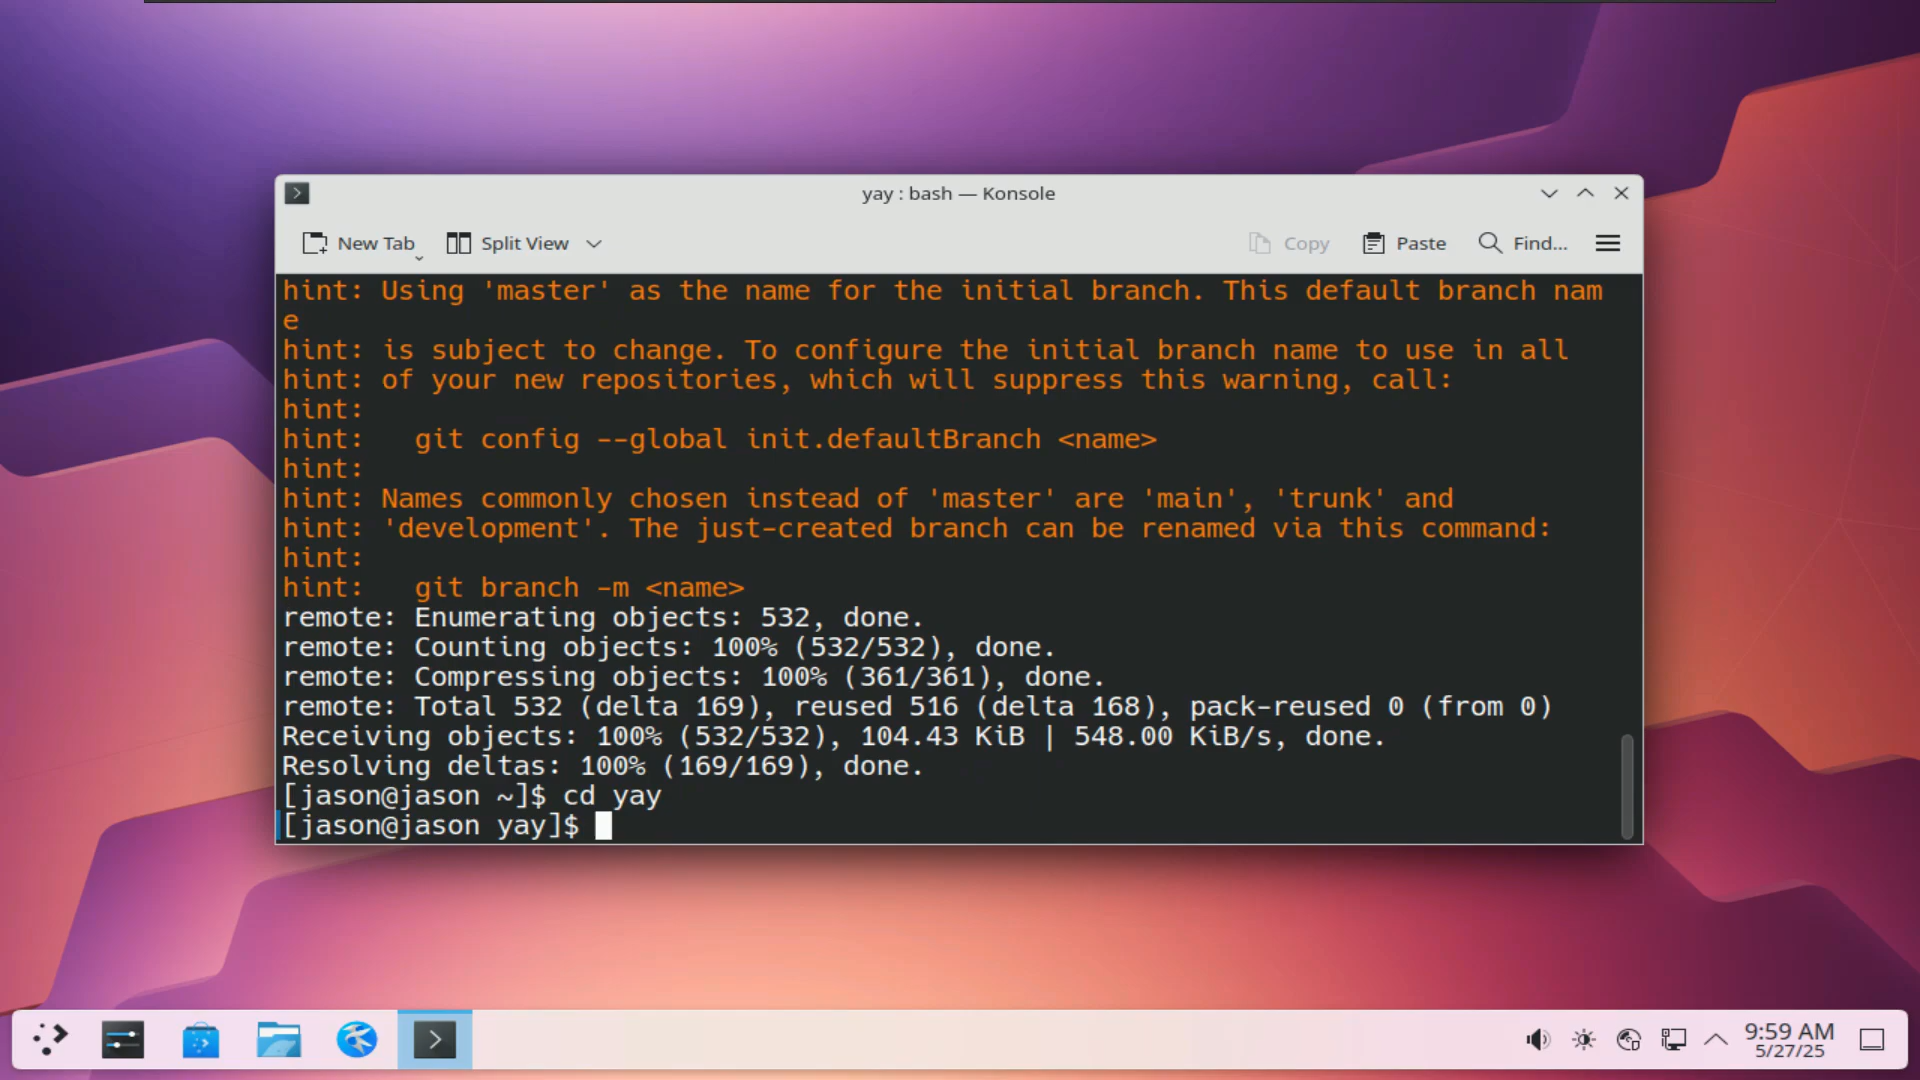 yay : bash — Konsole
New Tab
Split View
Copy
Paste
Find...
hint: Using 'master' as the name for the initial branch. This default branch nam
e
hint: is subject to change. To configure the initial branch name to use in all
hint: of your new repositories, which will suppress this warning, call:
hint:
hint:   git config --global init.defaultBranch <name>
hint:
hint: Names commonly chosen instead of 'master' are 'main', 'trunk' and
hint: 'development'. The just-created branch can be renamed via this command:
hint:
hint:   git branch -m <name>
remote: Enumerating objects: 532, done.
remote: Counting objects: 100% (532/532), done.
remote: Compressing objects: 100% (361/361), done.
remote: Total 532 (delta 169), reused 516 (delta 168), pack-reused 0 (from 0)
Receiving objects: 100% (532/532), 104.43 KiB | 548.00 KiB/s, done.
Resolving deltas: 100% (169/169), done.
[jason@jason ~]$ cd yay
[jason@jason yay]$
9:59 AM
5/27/25